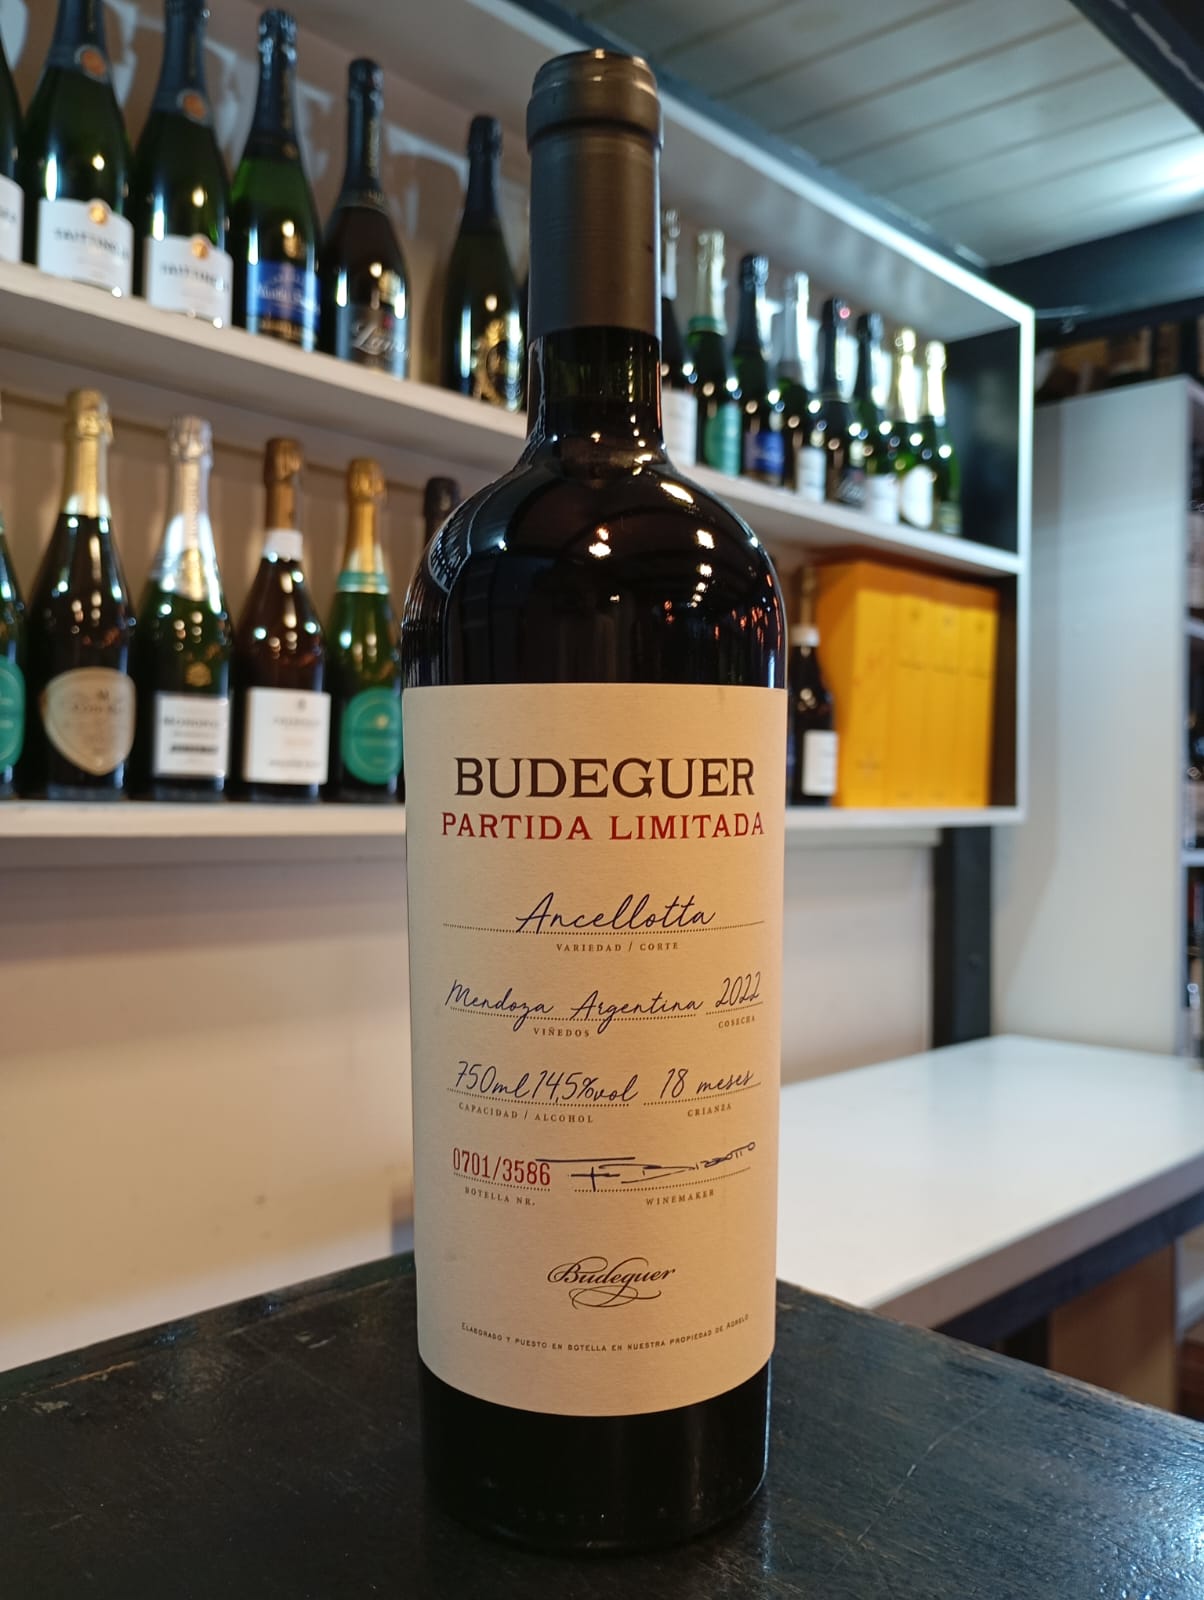 BUDEGUER
PARTIDA LIMITADA
Ancellotta
VARIEDAD / CORTE
Mendoza Argentina 2022
VIÑEDOS COSECHA
750ml 14,5%vol 18 meses
CAPACIDAD / ALCOHOL CRIANZA
0701/3586
BOTELLA NR. WINEMAKER
Budeguer
ELABORADO Y PUESTO EN BOTELLA EN NUESTRA PROPIEDAD DE AGRELO